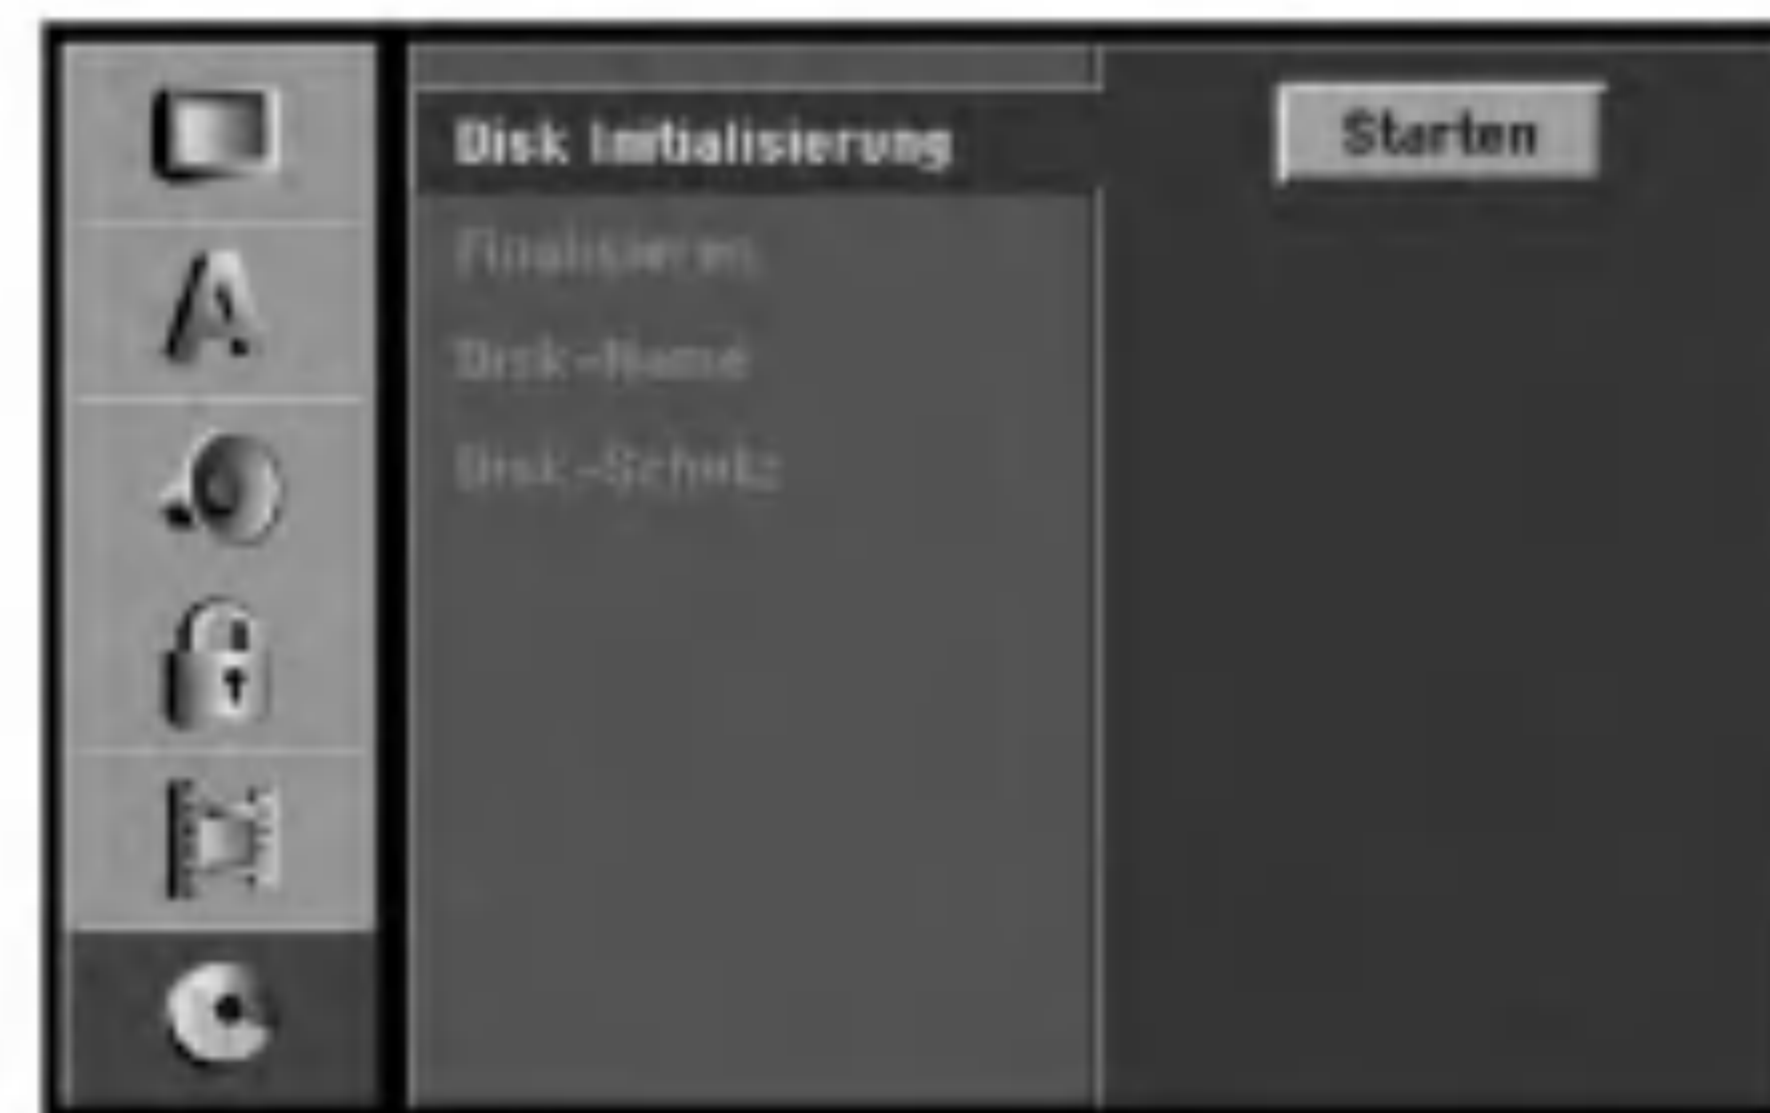 Disk Initialisierung
Starten
Finalisieren
Disk-Name
Disk-Schutz